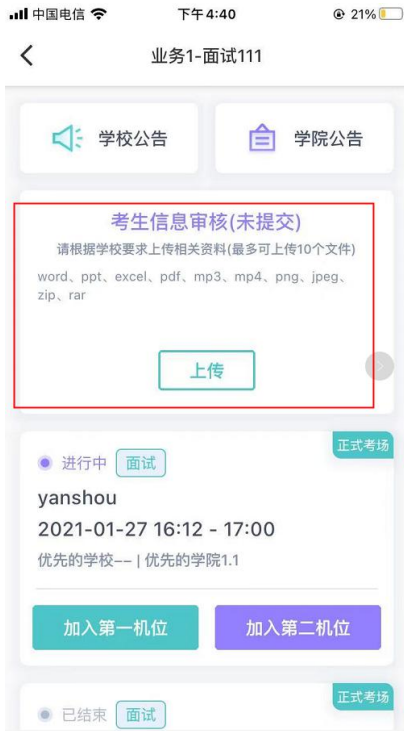 中国电信 下午4:40 21%
业务1-面试111
学校公告 学院公告
考生信息审核(未提交)
请根据学校要求上传相关资料(最多可上传10个文件)
word、ppt、excel、pdf、mp3、mp4、png、jpeg、
zip、rar
上传
正式考场
进行中 面试
yanshou
2021-01-27 16:12 - 17:00
优先的学校-- | 优先的学院1.1
加入第一机位 加入第二机位
正式考场
已结束 面试